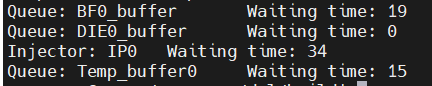 Queue: BF0_buffer Waiting time: 19
Queue: DIE0_buffer Waiting time: 0
Injector: IP0 Waiting time: 34
Queue: Temp_buffer0 Waiting time: 15